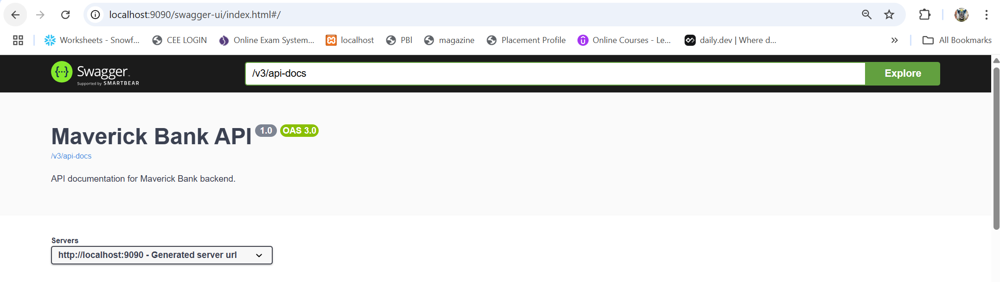 localhost:9090/swagger-ui/index.html#/
Worksheets - Snowf... CEE LOGIN Online Exam System... localhost PBl magazine Placement Profile Online Courses - Le... daily.dev | Where d... All Bookmarks
Swagger
Supported by SMARTBEAR
/v3/api-docs Explore
Maverick Bank API 1.0 OAS 3.0
/v3/api-docs
API documentation for Maverick Bank backend.
Servers
http://localhost:9090 - Generated server url